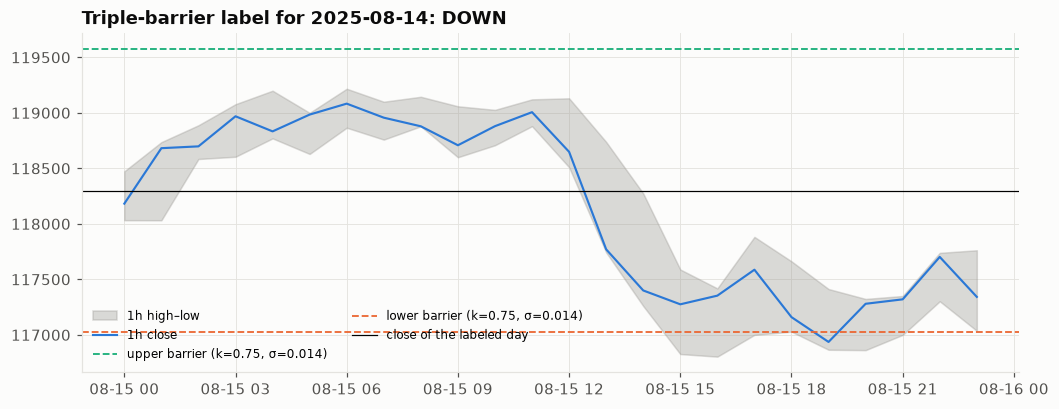 Triple-barrier label for 2025-08-14: DOWN
119500
119000
118500
118000
117500
117000
1h high–low
1h close
upper barrier (k=0.75, σ=0.014)
lower barrier (k=0.75, σ=0.014)
close of the labeled day
08-15 00
08-15 03
08-15 06
08-15 09
08-15 12
08-15 15
08-15 18
08-15 21
08-16 00